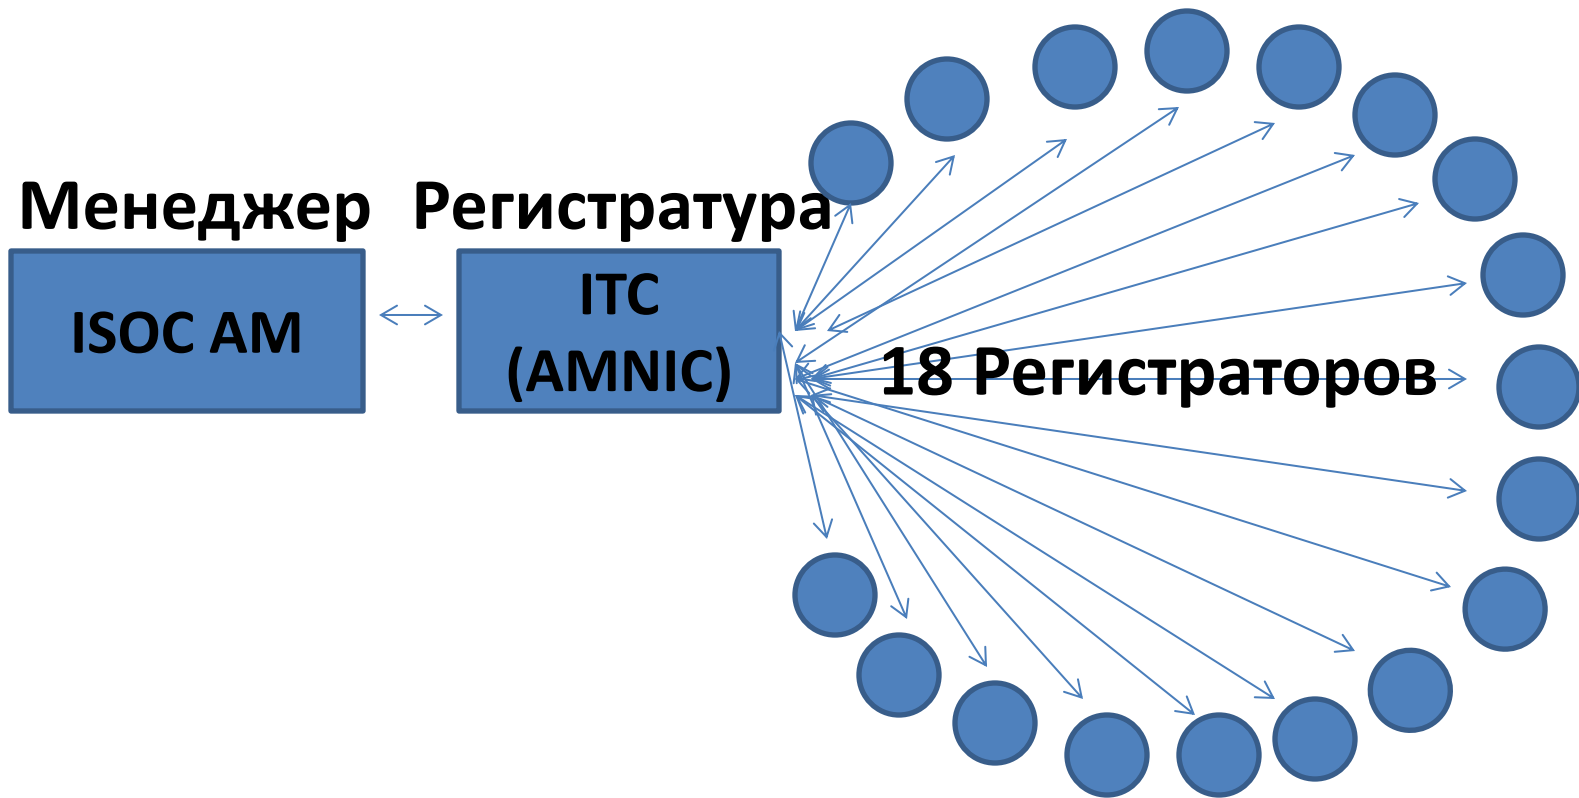 Менеджер
Регистратура
ISOC AM
ITC
(AMNIC)
18 Регистраторов